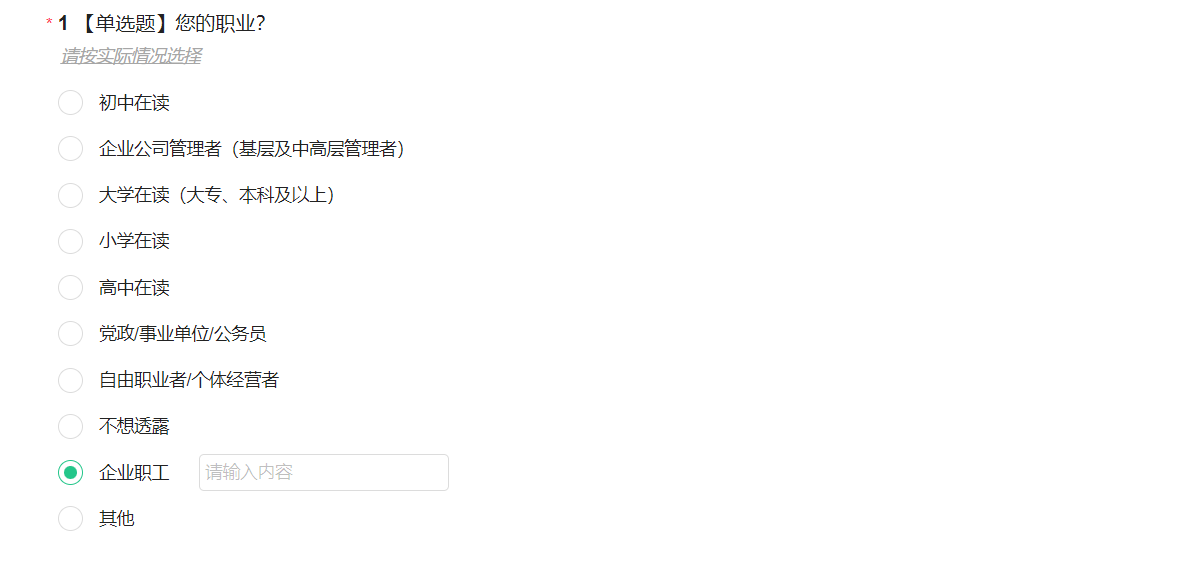 * 1 【单选题】您的职业？
请按实际情况选择
初中在读
企业公司管理者（基层及中高层管理者）
大学在读（大专、本科及以上）
小学在读
高中在读
党政/事业单位/公务员
自由职业者/个体经营者
不想透露
企业职工 请输入内容
其他